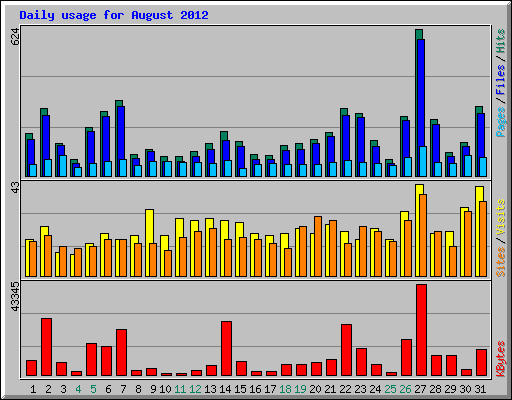 Daily usage for August 2012
624
Pages / Files / Hits
43
Sites / Visits
43345
KBytes
1 2 3 4 5 6 7 8 9 10 11 12 13 14 15 16 17 18 19 20 21 22 23 24 25 26 27 28 29 30 31